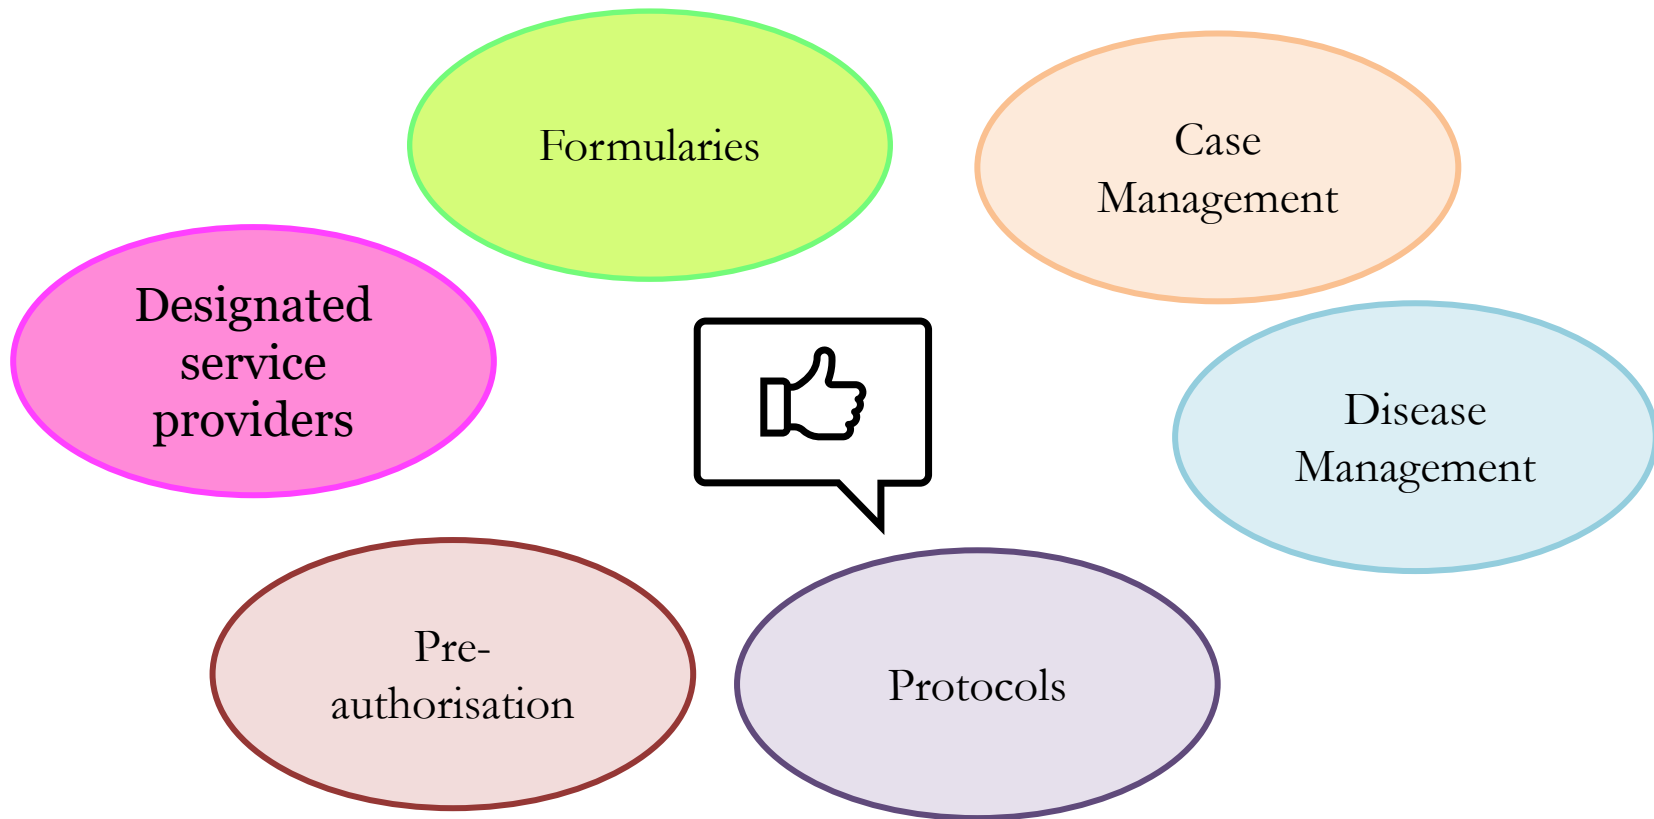 Formularies
Case
Management
Designated
service
providers
Disease
Management
Pre-
authorisation
Protocols